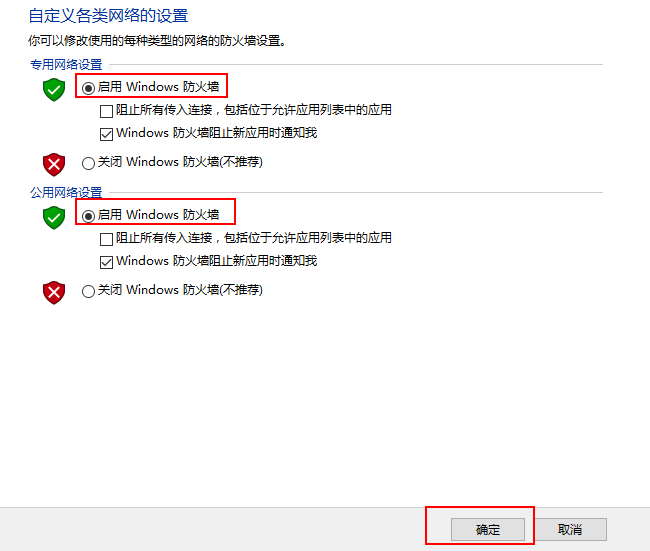 自定义各类网络的设置
你可以修改使用的每种类型的网络的防火墙设置。
专用网络设置
启用 Windows 防火墙
阻止所有传入连接，包括位于允许应用列表中的应用
Windows 防火墙阻止新应用时通知我
关闭 Windows 防火墙(不推荐)
公用网络设置
启用 Windows 防火墙
阻止所有传入连接，包括位于允许应用列表中的应用
Windows 防火墙阻止新应用时通知我
关闭 Windows 防火墙(不推荐)
确定 取消